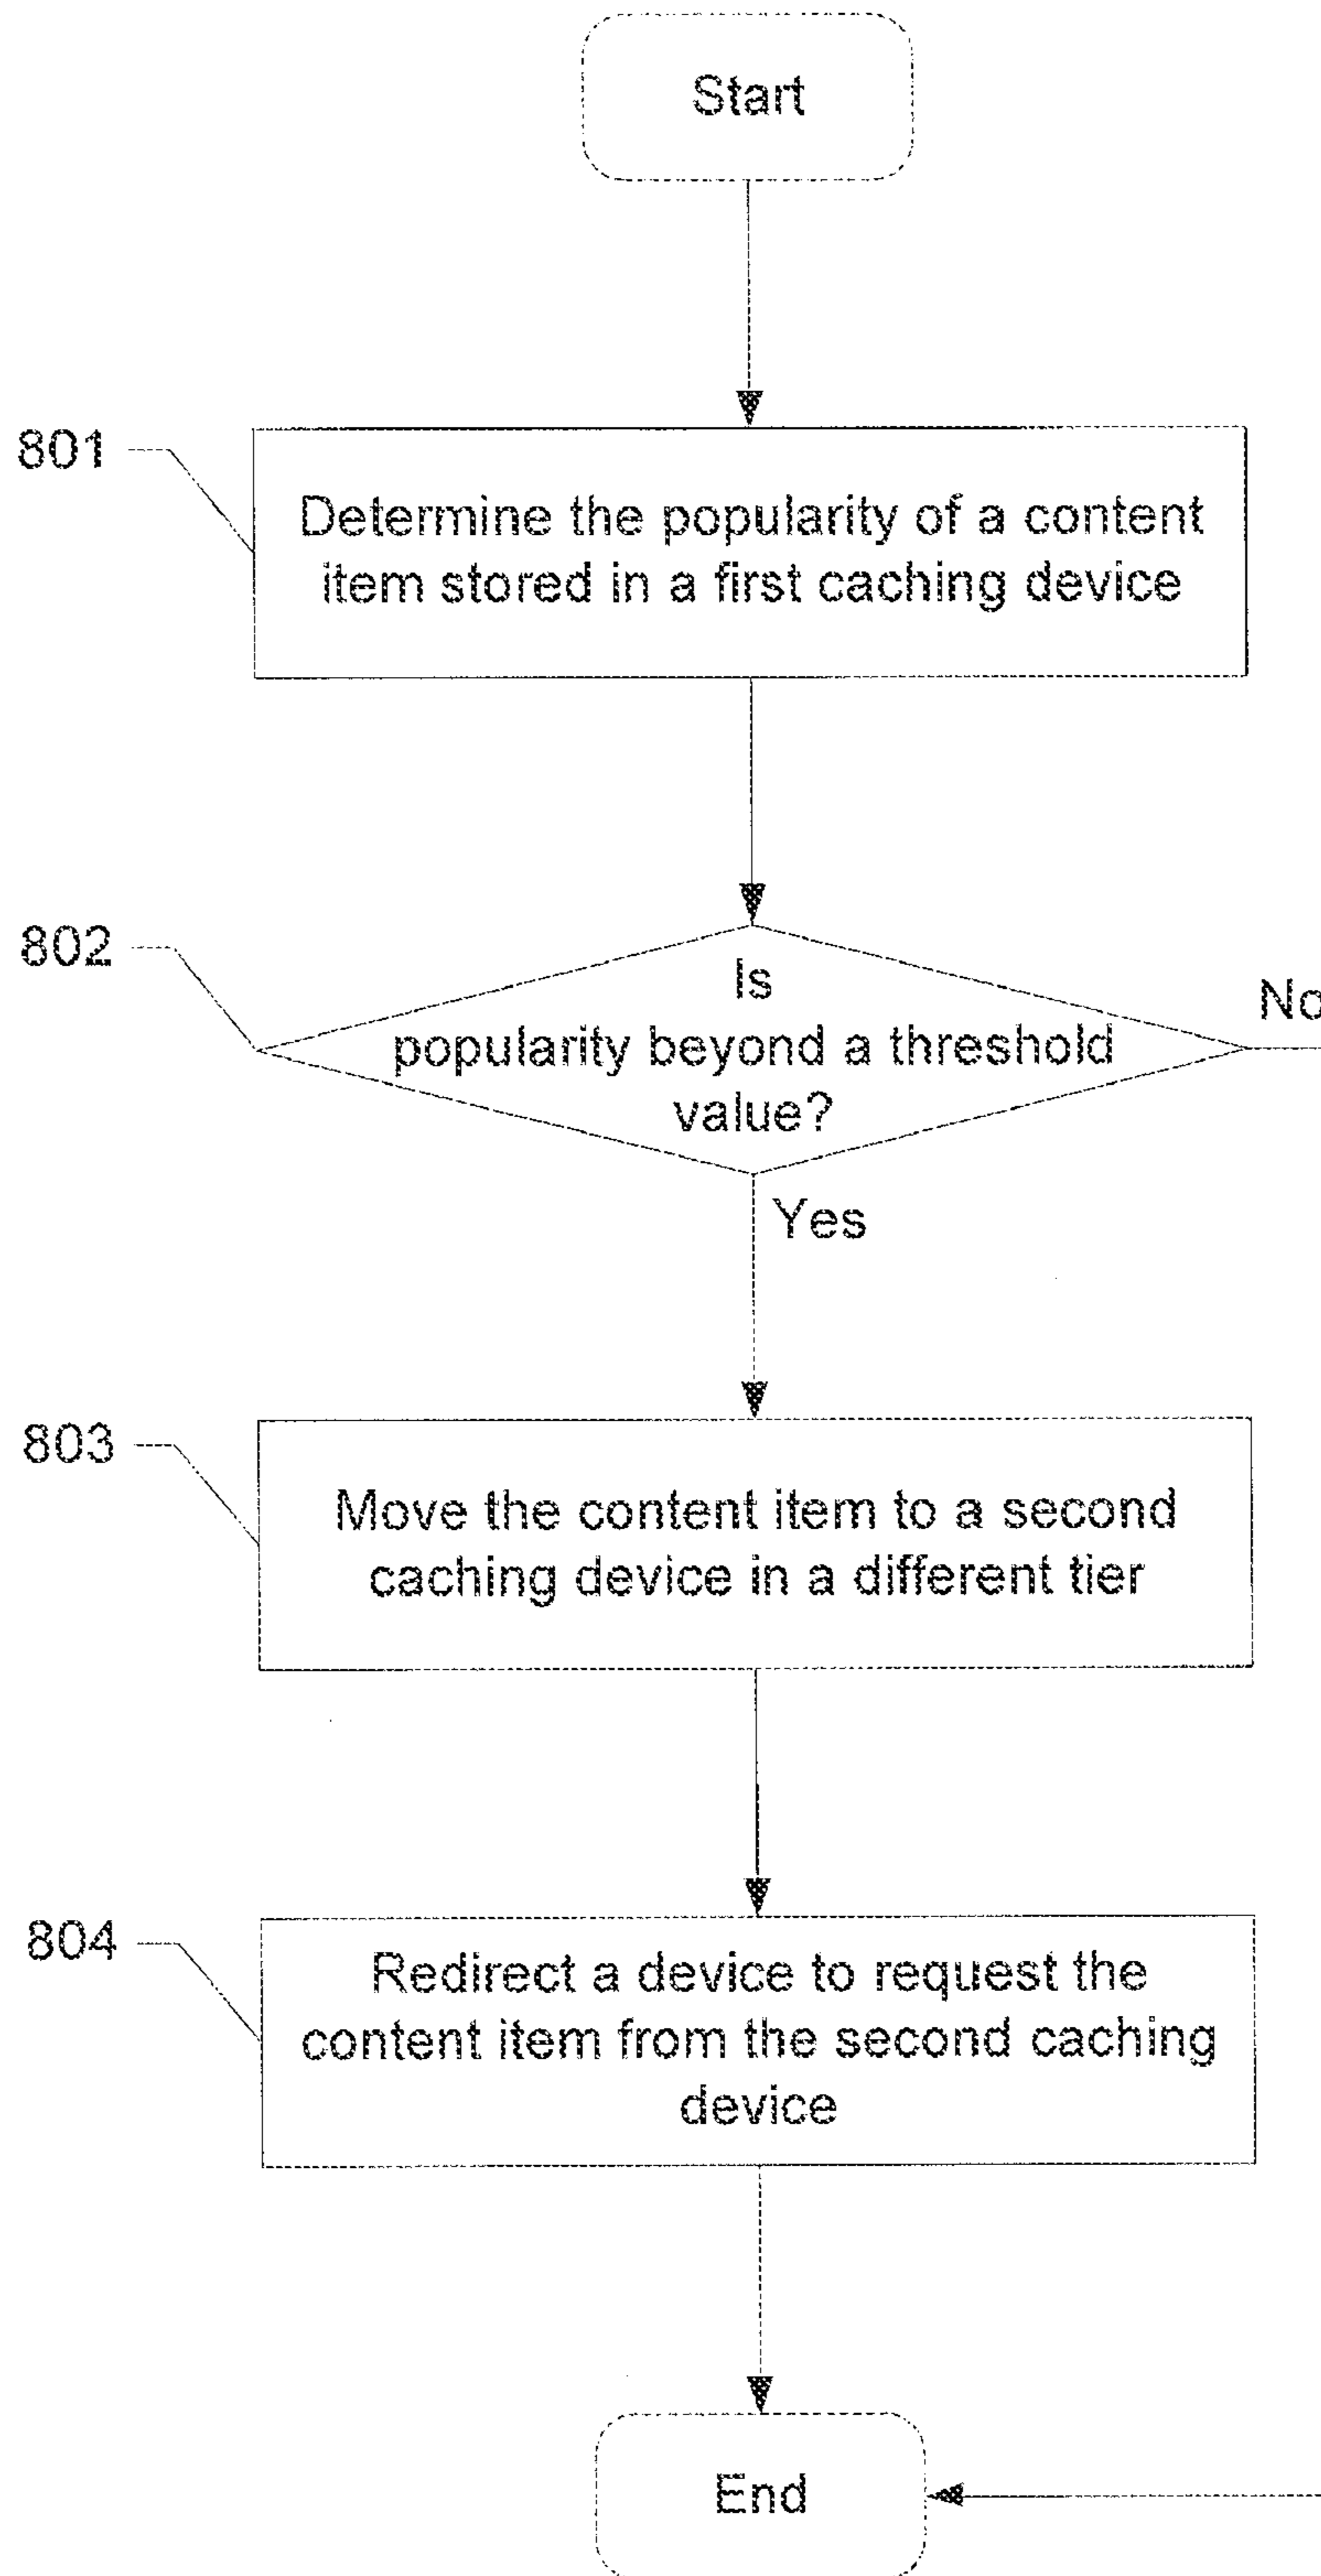 Start
801
Determine the popularity of a content
item stored in a first caching device
802
Is
popularity beyond a threshold
value?
No
Yes
803
Move the content item to a second
caching device in a different tier
804
Redirect a device to request the
content item from the second caching
device
End